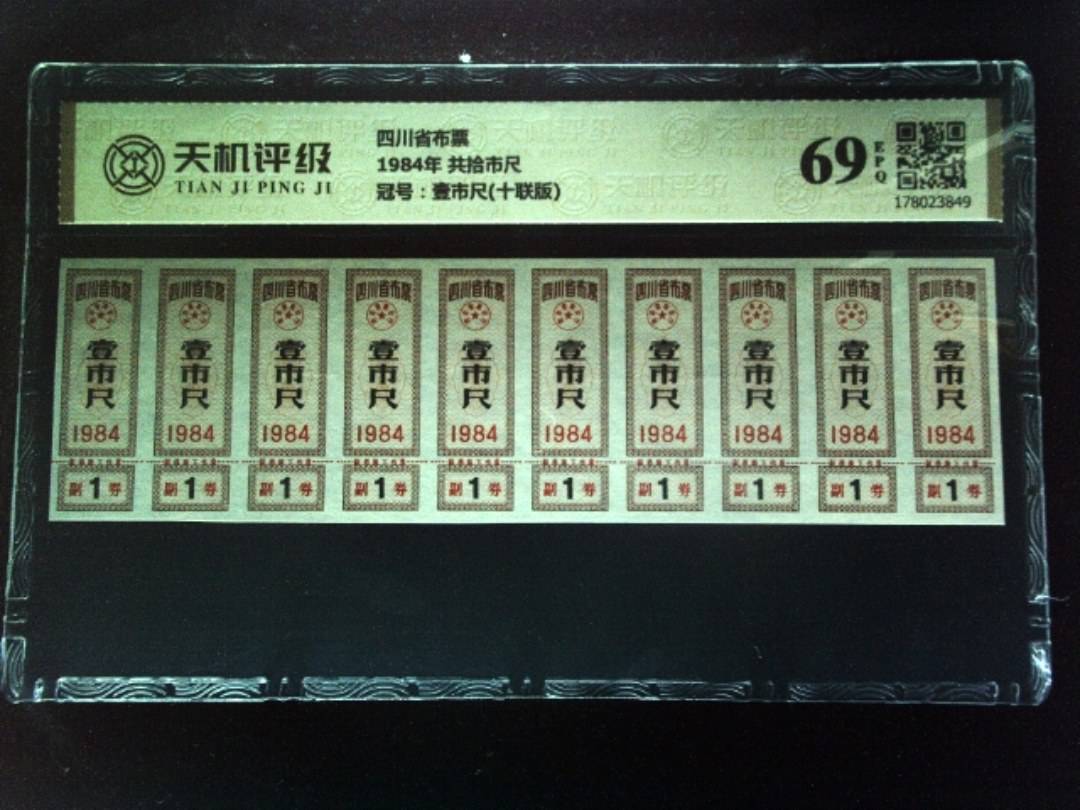 天机评级
TIAN JI PING JI
四川省布票
1984年 共拾市尺
冠号：壹市尺(十联版)
69
EPQ
178023849
四川省布票 四川省布票 四川省布票 四川省布票 四川省布票 四川省布票 四川省布票 四川省布票 四川省布票 四川省布票
壹市尺 壹市尺 壹市尺 壹市尺 壹市尺 壹市尺 壹市尺 壹市尺 壹市尺 壹市尺
1984 1984 1984 1984 1984 1984 1984 1984 1984 1984
副1券 副1券 副1券 副1券 副1券 副1券 副1券 副1券 副1券 副1券